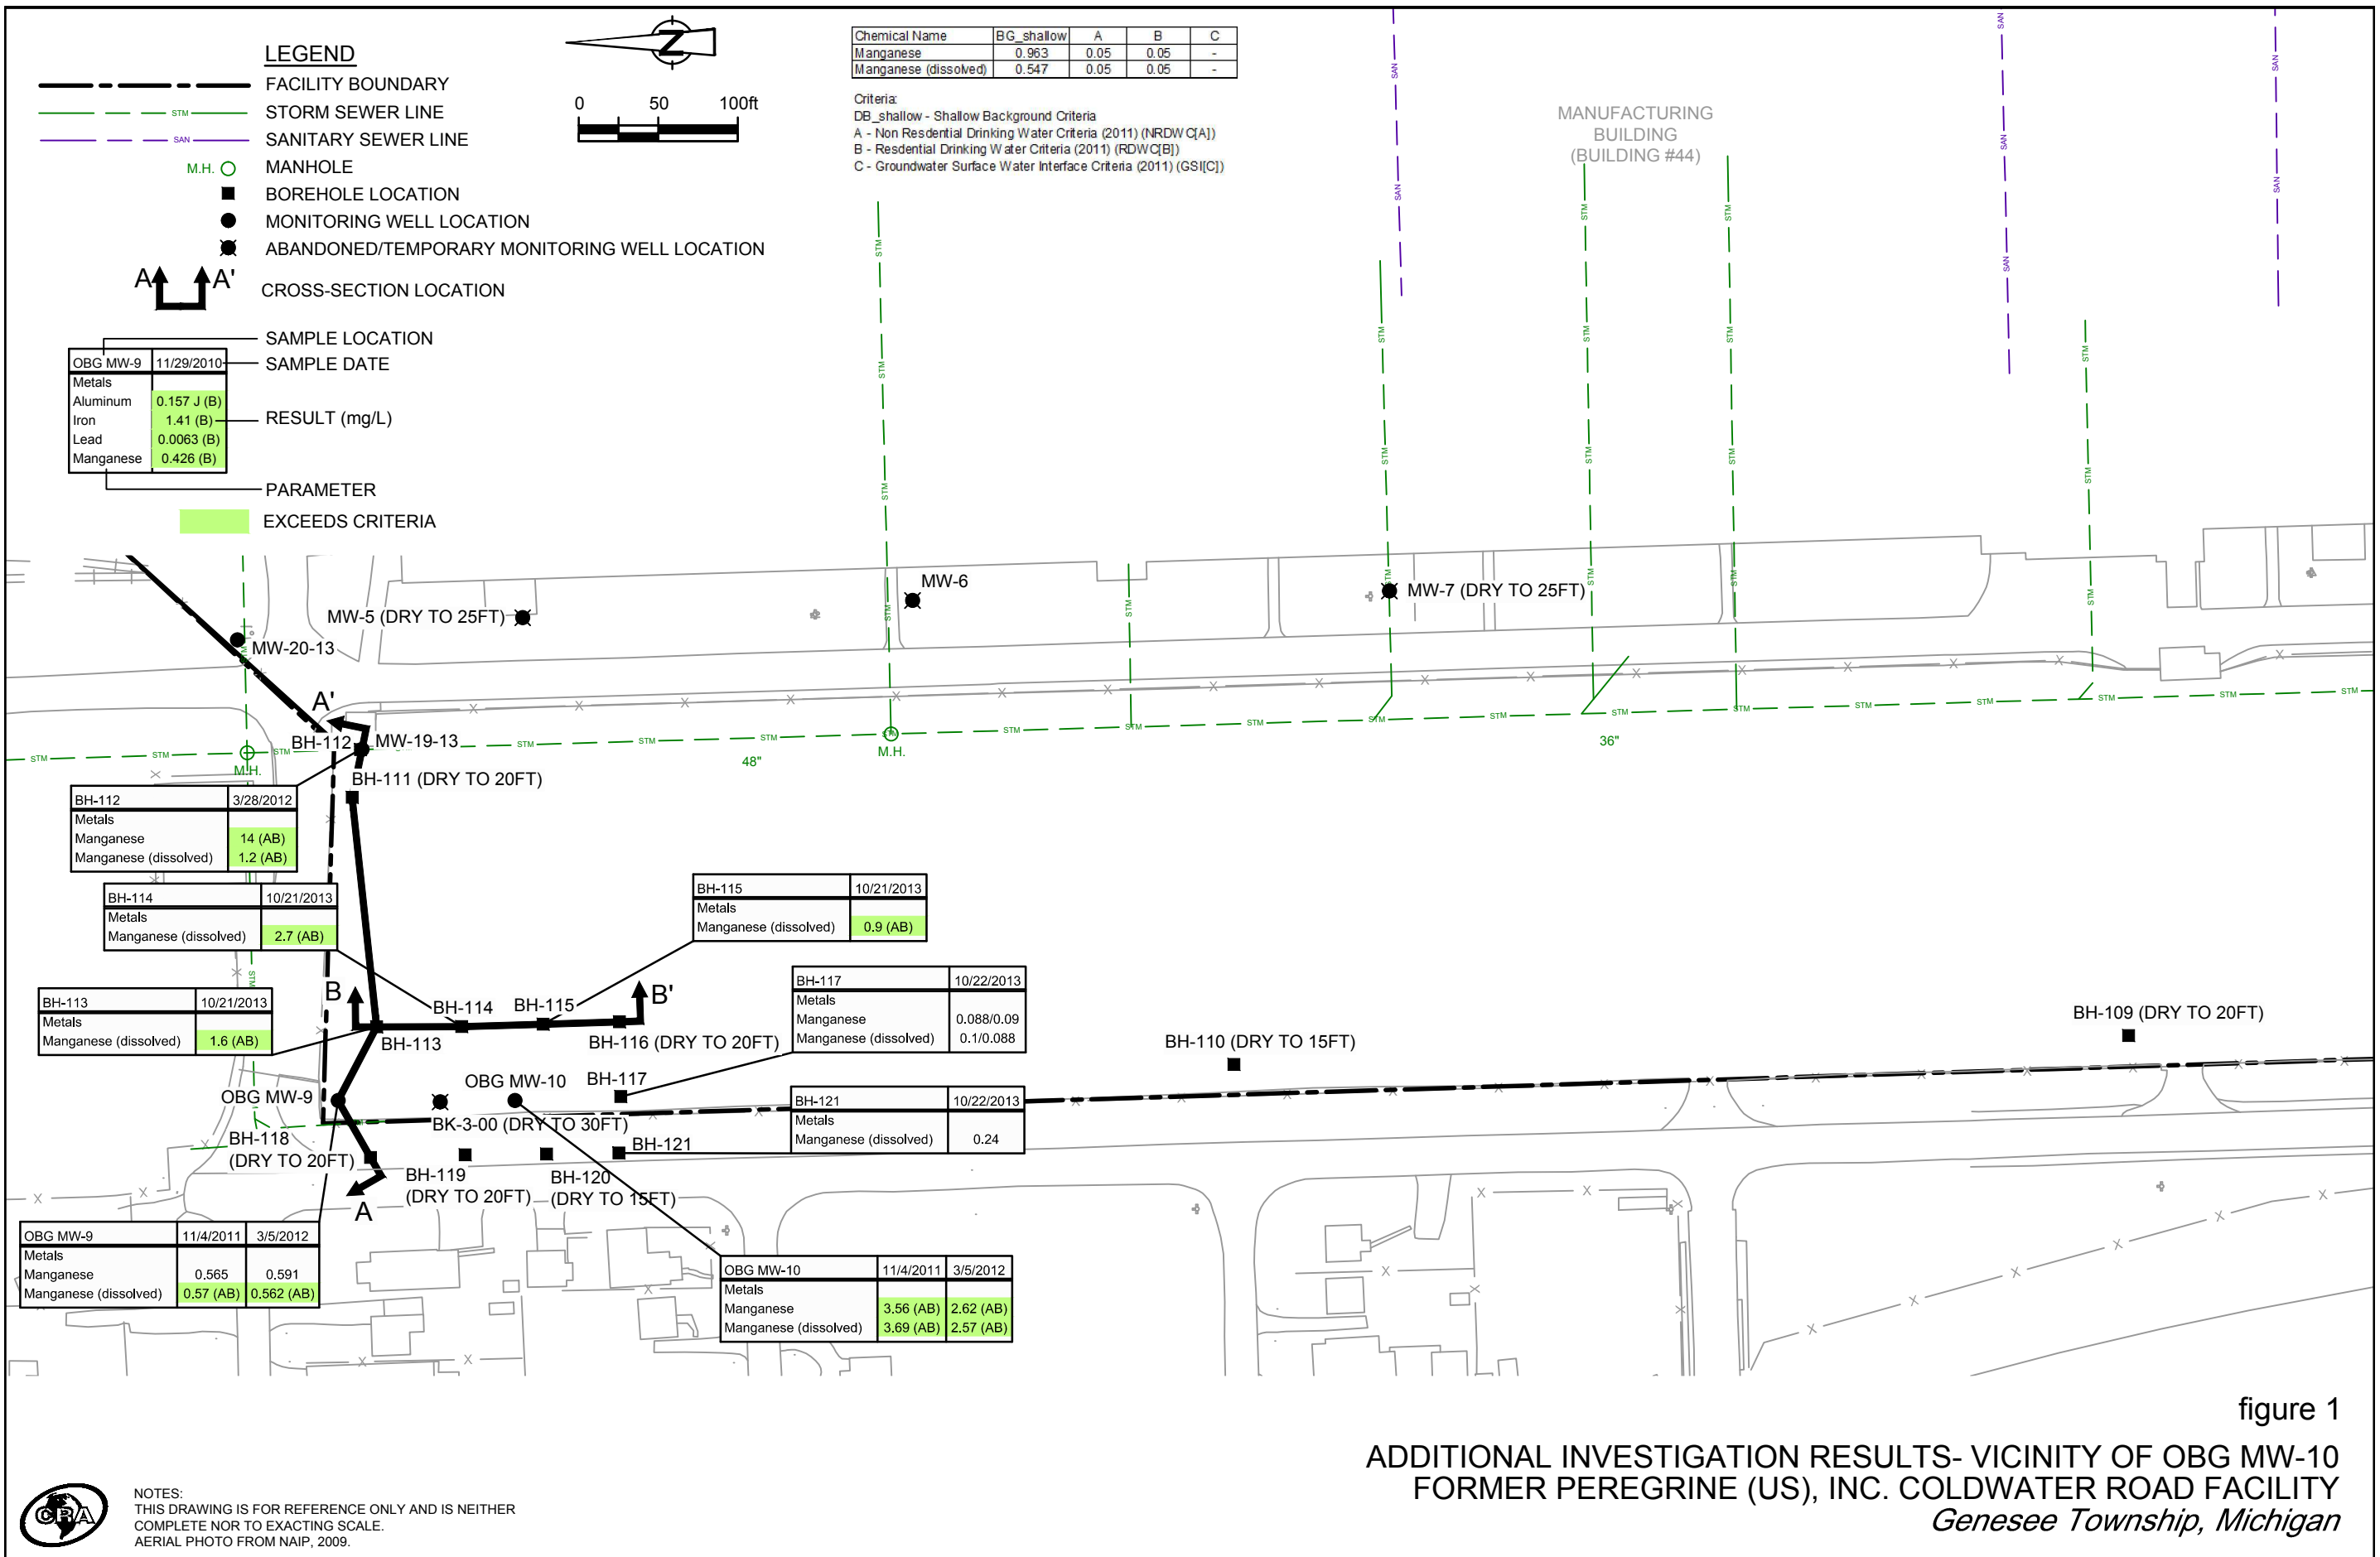 LEGEND
FACILITY BOUNDARY
STM STORM SEWER LINE
SAN SANITARY SEWER LINE
M.H. MANHOLE
BOREHOLE LOCATION
MONITORING WELL LOCATION
ABANDONED/TEMPORARY MONITORING WELL LOCATION
A A' CROSS-SECTION LOCATION
SAMPLE LOCATION
OBG MW-9 11/29/2010 SAMPLE DATE
Metals
Aluminum 0.157 J (B)
Iron 1.41 (B) RESULT (mg/L)
Lead 0.0063 (B)
Manganese 0.426 (B)
PARAMETER
EXCEEDS CRITERIA
Z
0 50 100ft
Chemical Name BG_shallow A B C
Manganese 0.963 0.05 0.05 -
Manganese (dissolved) 0.547 0.05 0.05 -
Criteria:
DB_shallow - Shallow Background Criteria
A - Non Resdential Drinking Water Criteria (2011) (NRDWC[A])
B - Resdential Drinking Water Criteria (2011) (RDWC[B])
C - Groundwater Surface Water Interface Criteria (2011) (GSI[C])
MANUFACTURING
BUILDING
(BUILDING #44)
MW-5 (DRY TO 25FT)
MW-6
MW-7 (DRY TO 25FT)
MW-20-13
A'
BH-112
MW-19-13
M.H.
M.H.
48"
36"
BH-111 (DRY TO 20FT)
BH-112 3/28/2012
Metals
Manganese 14 (AB)
Manganese (dissolved) 1.2 (AB)
BH-114 10/21/2013
Metals
Manganese (dissolved) 2.7 (AB)
BH-115 10/21/2013
Metals
Manganese (dissolved) 0.9 (AB)
BH-113 10/21/2013
Metals
Manganese (dissolved) 1.6 (AB)
BH-117 10/22/2013
Metals
Manganese 0.088/0.09
Manganese (dissolved) 0.1/0.088
B
B'
BH-114
BH-115
BH-113
BH-116 (DRY TO 20FT)
BH-110 (DRY TO 15FT)
BH-109 (DRY TO 20FT)
OBG MW-9
OBG MW-10
BH-117
BK-3-00 (DRY TO 30FT)
BH-121 10/22/2013
Metals
Manganese (dissolved) 0.24
BH-118
(DRY TO 20FT)
BH-119
(DRY TO 20FT)
BH-120
(DRY TO 15FT)
BH-121
A
OBG MW-9 11/4/2011 3/5/2012
Metals
Manganese 0.565 0.591
Manganese (dissolved) 0.57 (AB) 0.562 (AB)
OBG MW-10 11/4/2011 3/5/2012
Metals
Manganese 3.56 (AB) 2.62 (AB)
Manganese (dissolved) 3.69 (AB) 2.57 (AB)
figure 1
ADDITIONAL INVESTIGATION RESULTS- VICINITY OF OBG MW-10
FORMER PEREGRINE (US), INC. COLDWATER ROAD FACILITY
Genesee Township, Michigan
CRA
NOTES:
THIS DRAWING IS FOR REFERENCE ONLY AND IS NEITHER
COMPLETE NOR TO EXACTING SCALE.
AERIAL PHOTO FROM NAIP, 2009.